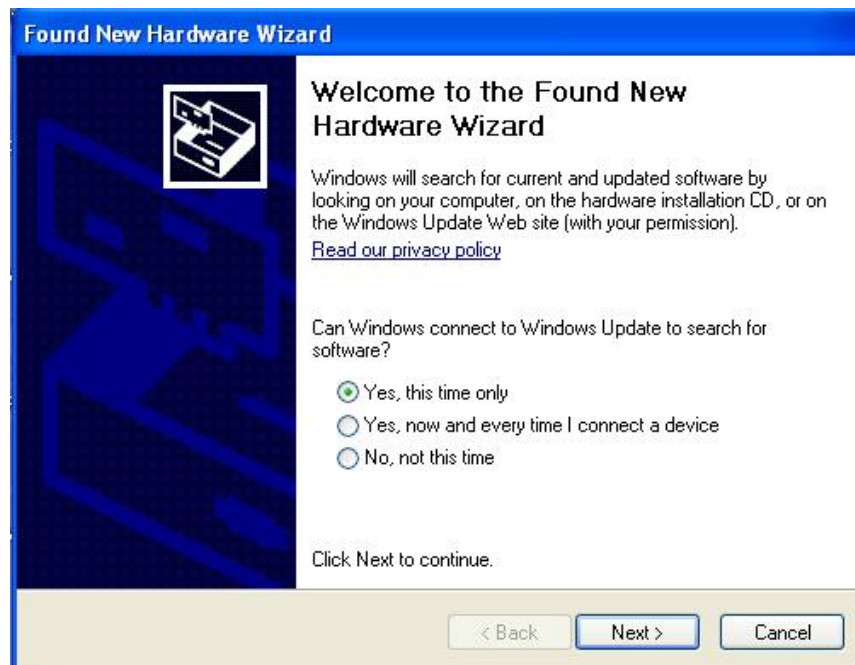 Found New Hardware Wizard
Welcome to the Found New
Hardware Wizard
Windows will search for current and updated software by
looking on your computer, on the hardware installation CD, or on
the Windows Update Web site (with your permission).
Read our privacy policy
Can Windows connect to Windows Update to search for
software?
Yes, this time only
Yes, now and every time I connect a device
No, not this time
Click Next to continue.
< Back Next > Cancel